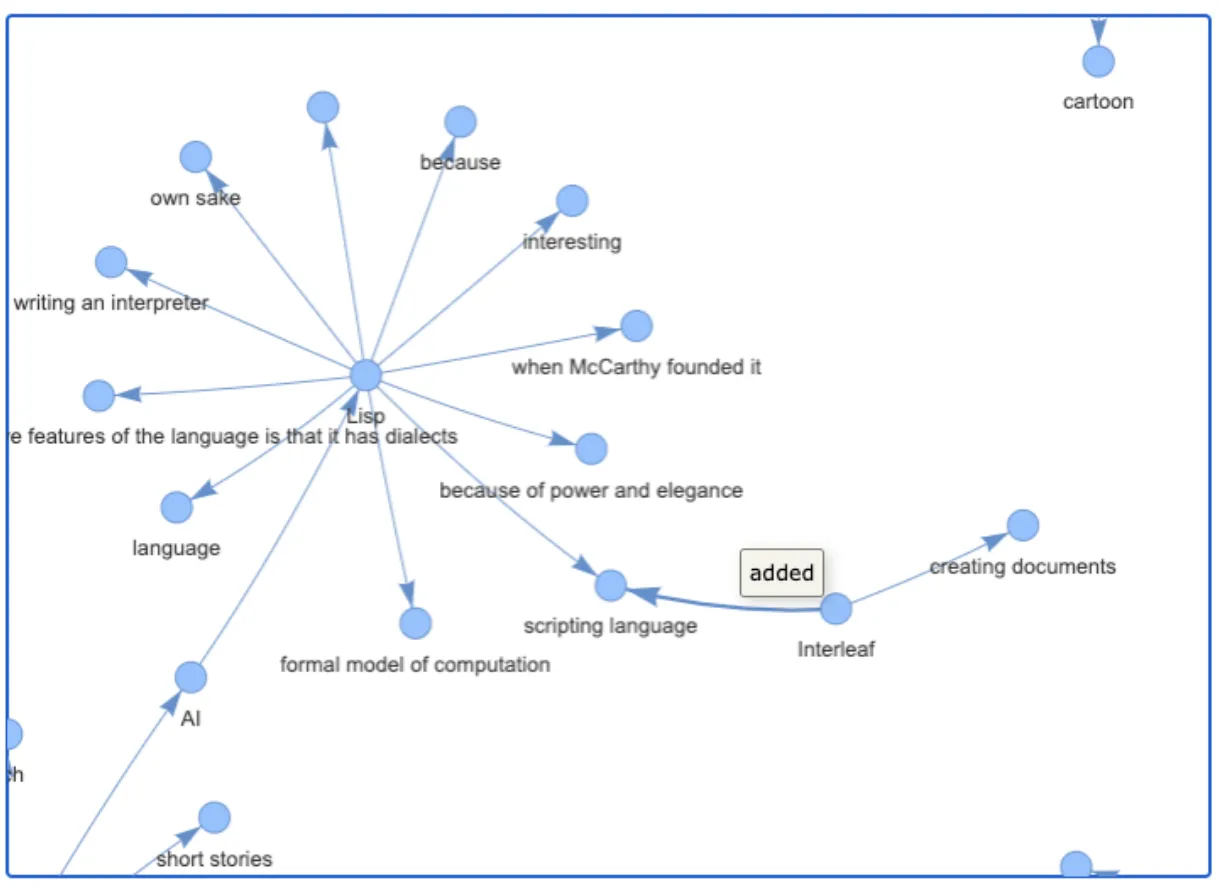 cartoon
because
own sake
interesting
writing an interpreter
when McCarthy founded it
Lisp
e features of the language is that it has dialects
because of power and elegance
language
added
creating documents
scripting language
Interleaf
formal model of computation
AI
short stories